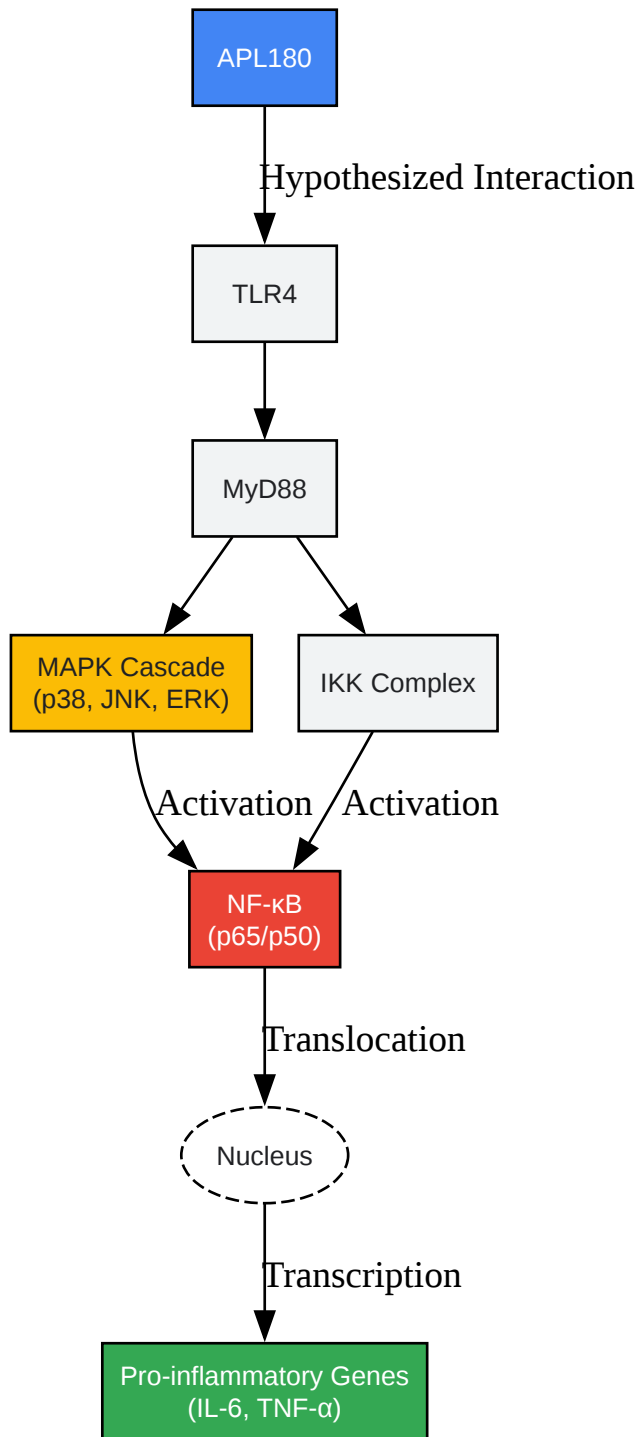 APL180
Hypothesized Interaction
TLR4
MyD88
MAPK Cascade
(p38, JNK, ERK)
IKK Complex
Activation
Activation
NF-κB
(p65/p50)
Translocation
Nucleus
Transcription
Pro-inflammatory Genes
(IL-6, TNF-α)